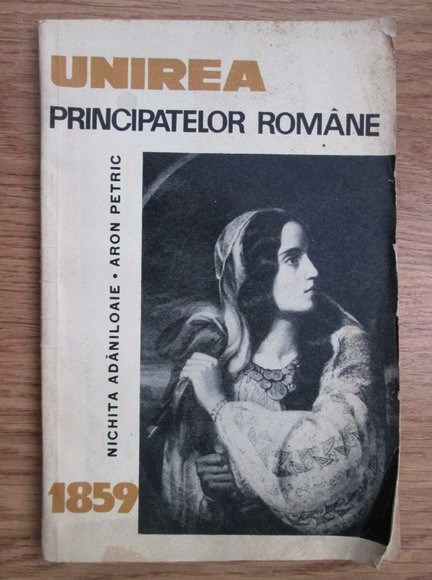 UNIREA
PRINCIPATELOR ROMÂNE
NICHITA ADĂNILOAIE • ARON PETRIC
1859